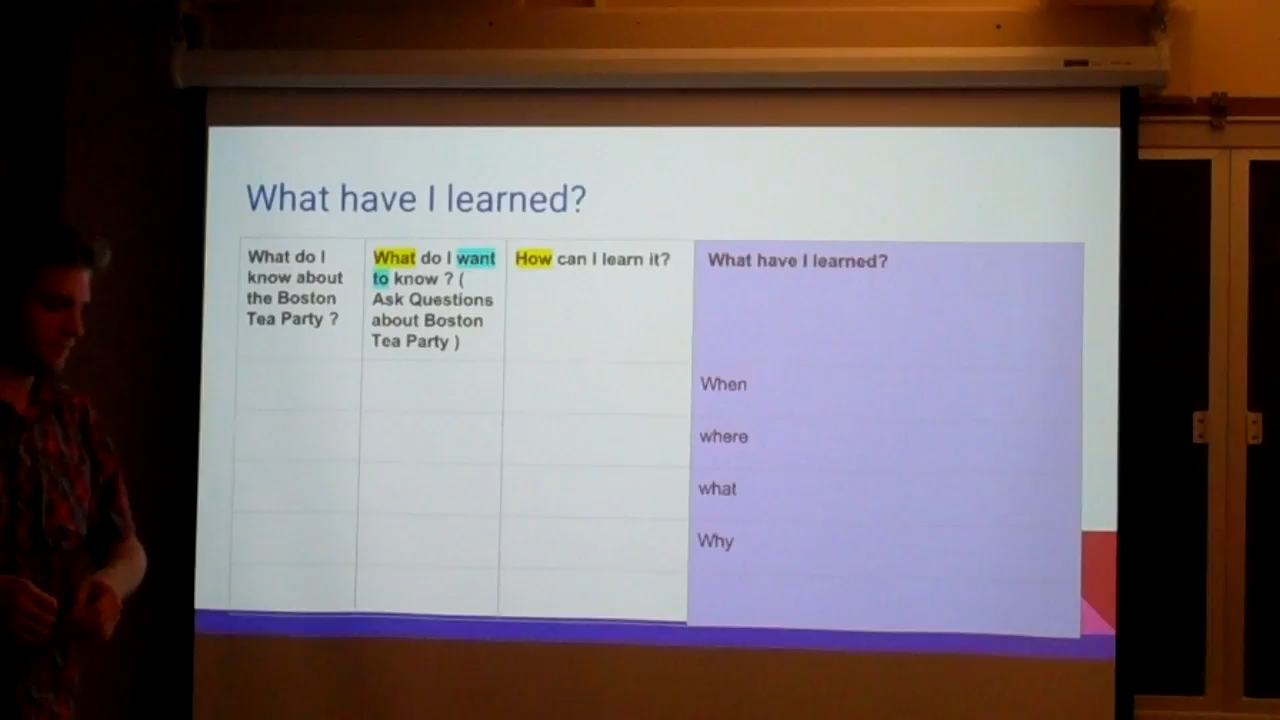 What have I learned?
What do I
know about
the Boston
Tea Party ?
What do I want
to know ? (
Ask Questions
about Boston
Tea Party )
How can I learn it?
What have I learned?
When
where
what
Why